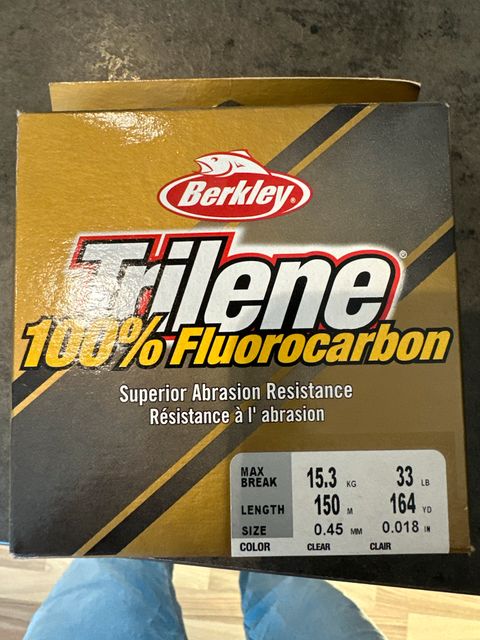 Berkley®
Trilene®
100% Fluorocarbon
Superior Abrasion Resistance
Résistance à l' abrasion
MAX BREAK 15.3 KG 33 LB
LENGTH 150 M 164 YD
SIZE 0.45 MM 0.018 IN
COLOR CLEAR CLAIR